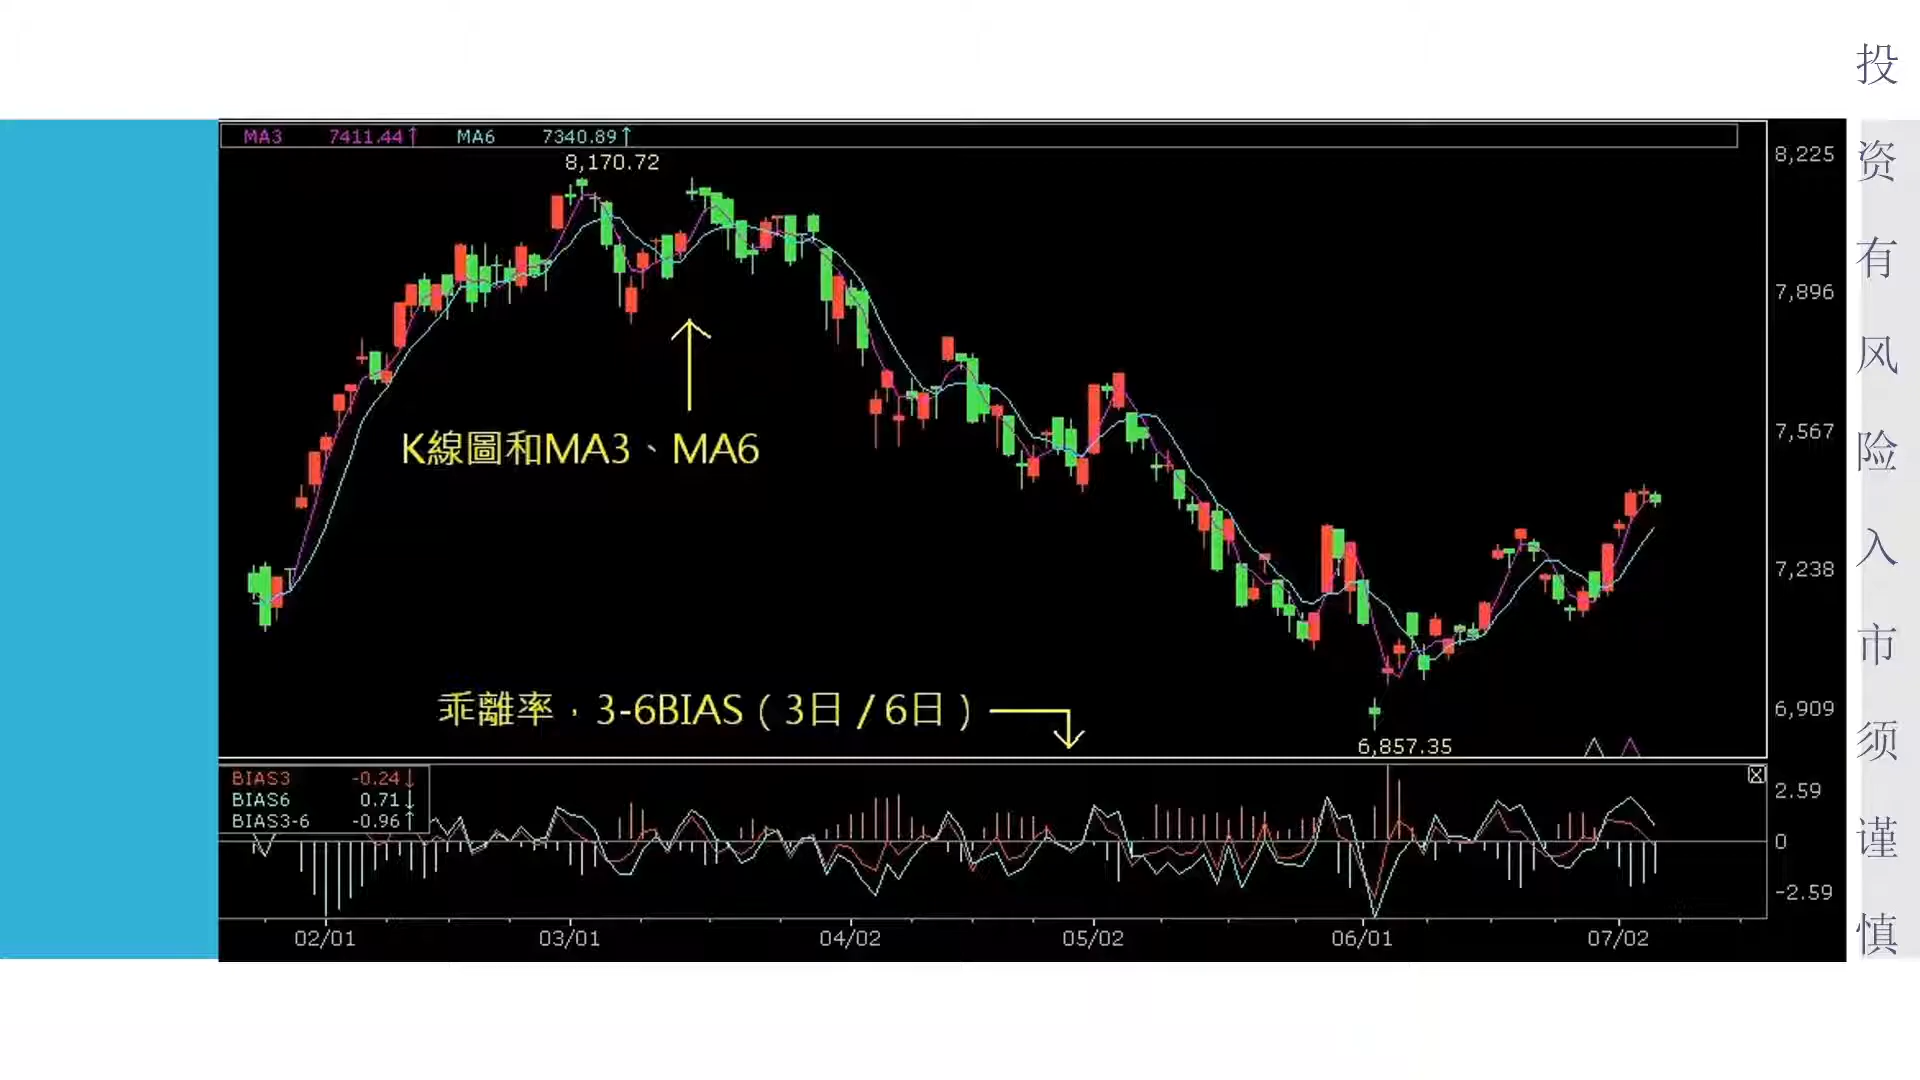 MA3 7411.44↑ MA6 7340.89↑
8,170.72
K線圖和MA3、MA6
乖離率，3-6BIAS（3日/6日）
6,857.35
8,225
7,896
7,567
7,238
6,909
BIAS3 -0.24↓
BIAS6 0.71↓
BIAS3-6 -0.96↑
2.59
0
-2.59
02/01 03/01 04/02 05/02 06/01 07/02
投资有风险入市须谨慎